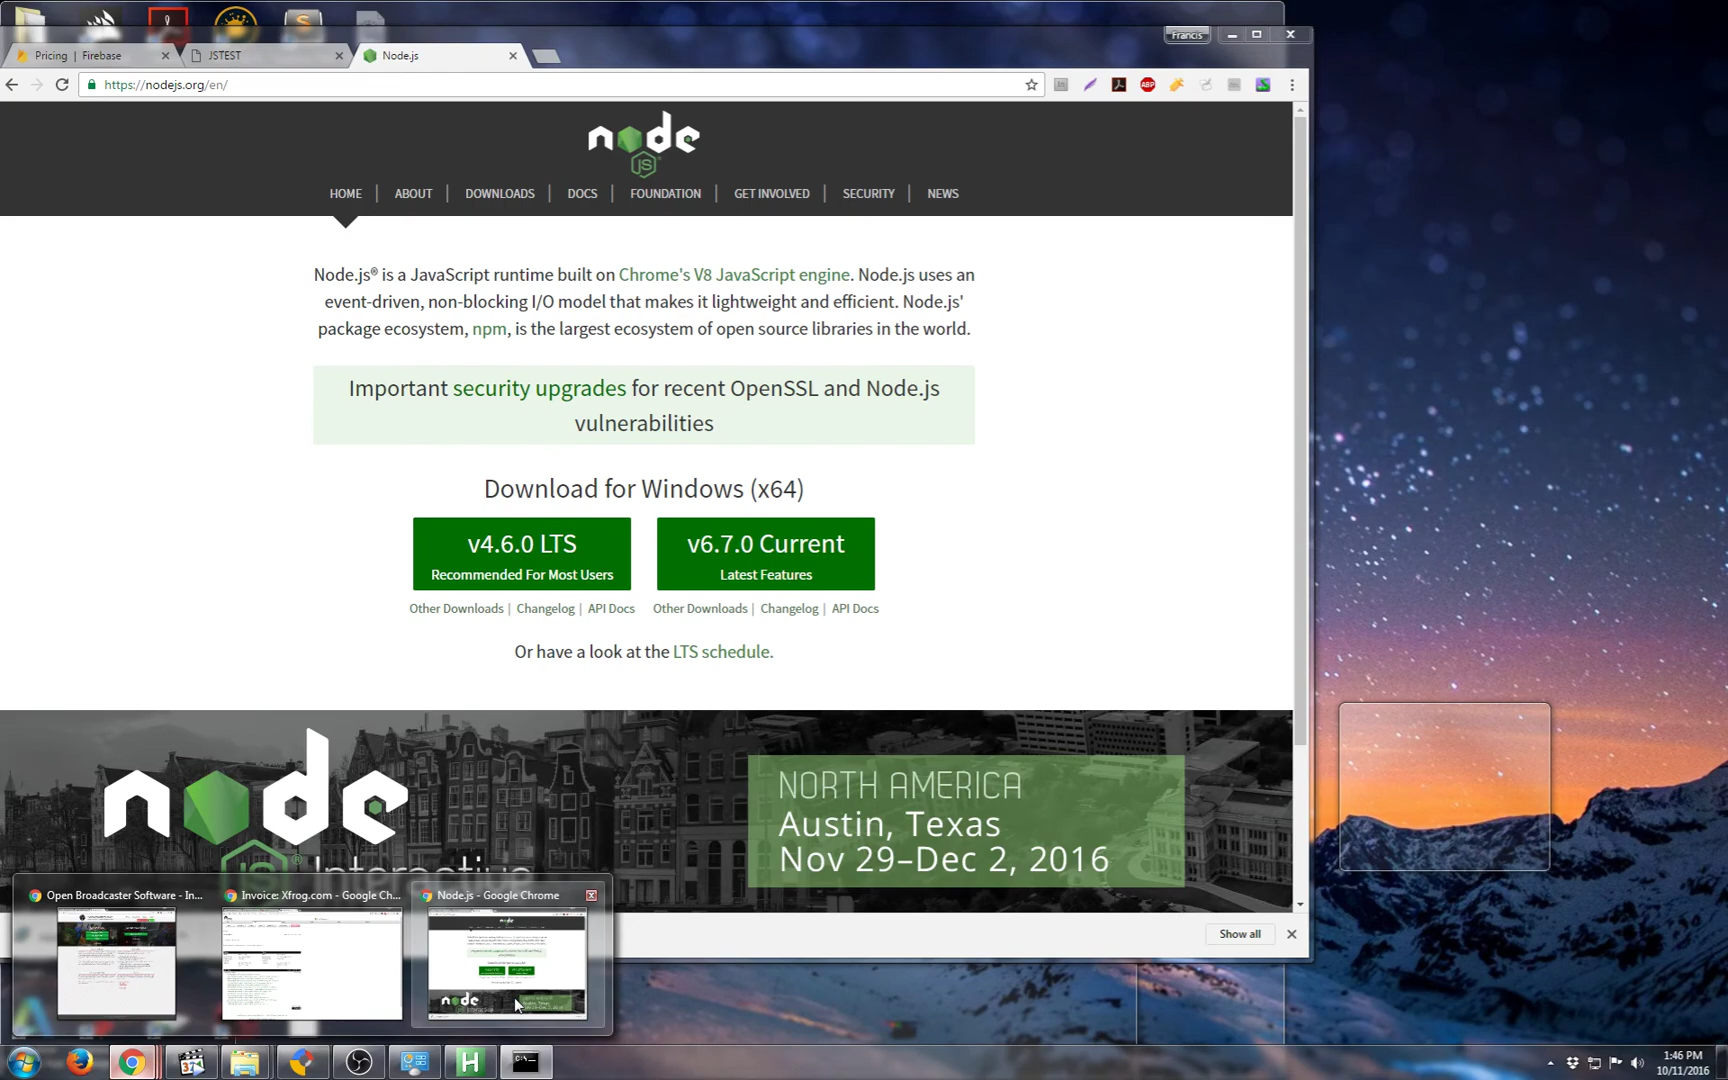 Francis
Pricing | Firebase
JSTEST
Node.js
https://nodejs.org/en/
ABP
node
JS
HOME | ABOUT | DOWNLOADS | DOCS | FOUNDATION | GET INVOLVED | SECURITY | NEWS
Node.js® is a JavaScript runtime built on Chrome's V8 JavaScript engine. Node.js uses an
event-driven, non-blocking I/O model that makes it lightweight and efficient. Node.js'
package ecosystem, npm, is the largest ecosystem of open source libraries in the world.
Important security upgrades for recent OpenSSL and Node.js
vulnerabilities
Download for Windows (x64)
v4.6.0 LTS
Recommended For Most Users
v6.7.0 Current
Latest Features
Other Downloads | Changelog | API Docs
Other Downloads | Changelog | API Docs
Or have a look at the LTS schedule.
node
JS®
Interactive
NORTH AMERICA
Austin, Texas
Nov 29–Dec 2, 2016
Open Broadcaster Software - In...
Invoice: Xfrog.com - Google Ch...
Node.js - Google Chrome
Show all
1:46 PM
10/11/2016